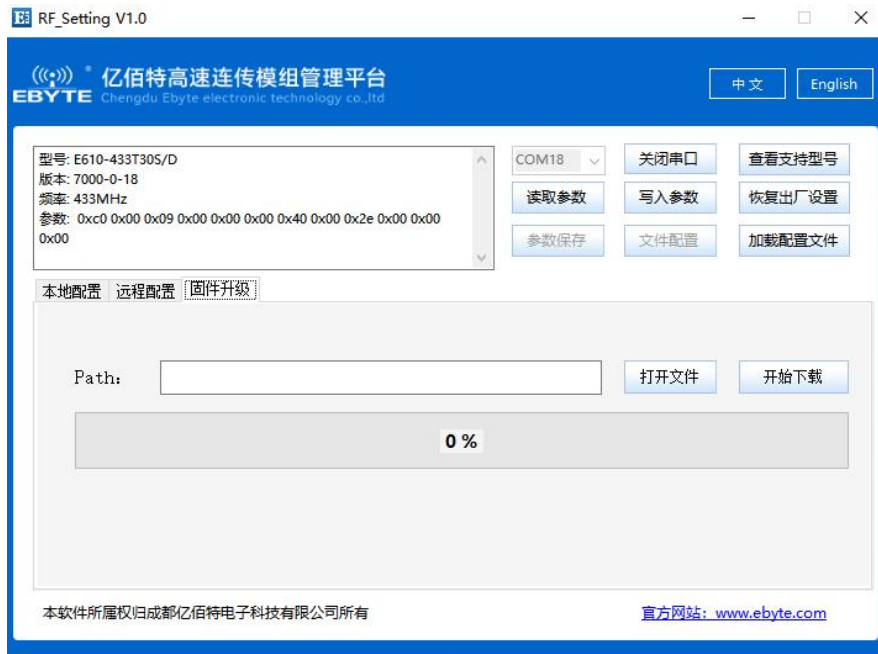 RF_Setting V1.0
亿佰特高速连传模组管理平台
EBYTE Chengdu Ebyte electronic technology co.,ltd
中文 English
型号: E610-433T30S/D
版本: 7000-0-18
频率: 433MHz
参数: 0xc0 0x00 0x09 0x00 0x00 0x00 0x40 0x00 0x2e 0x00 0x00
0x00
COM18 关闭串口 查看支持型号
读取参数 写入参数 恢复出厂设置
参数保存 文件配置 加载配置文件
本地配置 远程配置 固件升级
Path: 打开文件 开始下载
0 %
本软件所属权归成都亿佰特电子科技有限公司所有 官方网站: www.ebyte.com